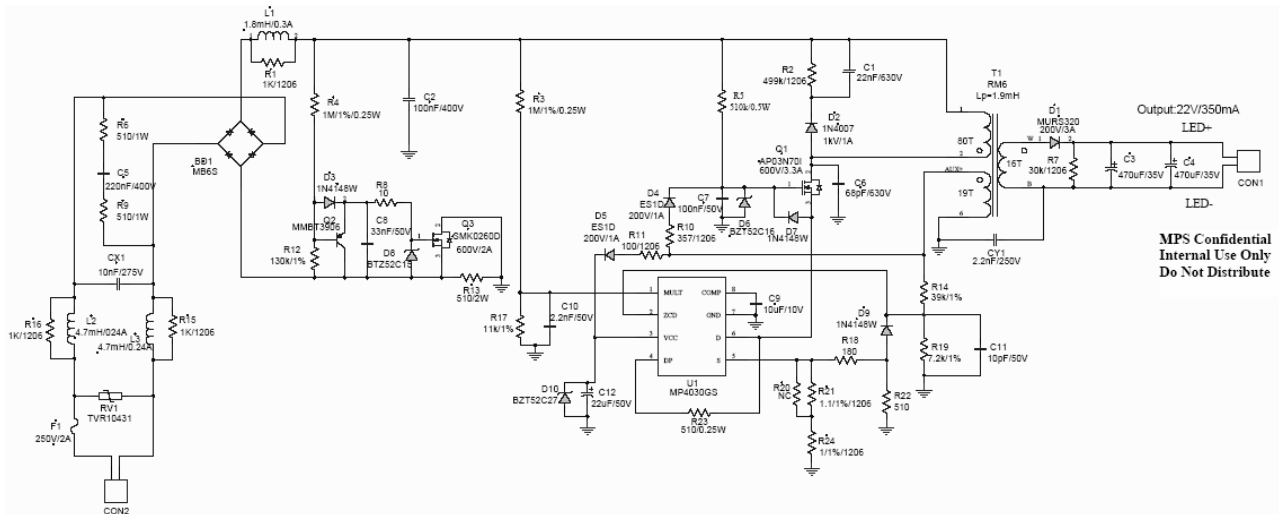 L1
1.8mH/0.3A
1
2
R1
1K/1206
R4
1M/1%/0.25W
C2
100nF/400V
R3
1M/1%/0.25W
R5
510k/0.5W
R2
499k/1206
C1
22nF/630V
T1
RM6
Lp=1.9mH
D2
1N4007
1kV/1A
Q1
AP03N70I
600V/3.3A
C6
68pF/630V
80T
19T
16T
AUX+
D1
MURS320
200V/3A
R7
30k/1206
Output:22V/350mA
LED+
LED-
C3
470uF/35V
C4
470uF/35V
CON1
CY1
2.2nF/250V
MPS Confidential
Internal Use Only
Do Not Distribute
R6
510/1W
C5
220nF/400V
R9
510/1W
BD1
MB6S
D3
1N4148W
R8
10
Q2
MMBT3906
C8
33nF/50V
D8
BTZ52C15
Q3
SMK0260D
600V/2A
R12
130k/1%
R13
510/2W
D4
ES1D
200V/1A
C7
100nF/50V
D6
BZT52C16
D7
1N4148W
D5
ES1D
200V/1A
R10
357/1206
R11
100/1206
CX1
10nF/275V
R16
1K/1206
L2
4.7mH/024A
L3
4.7mH/0.24A
R15
1K/1206
RV1
TVR10431
F1
250V/2A
CON2
R17
11k/1%
C10
2.2nF/50V
1 MULT COMP 8
2 ZCD GND 7
3 VCC D 6
4 DP S 5
U1
MP4030GS
C9
10uF/10V
D9
1N4148W
R14
39k/1%
R19
7.2k/1%
C11
10pF/50V
R18
180
D10
BZT52C27
C12
22uF/50V
R23
510/0.25W
R20
NC
R21
1.1/1%/1206
R22
510
R24
1/1%/1206